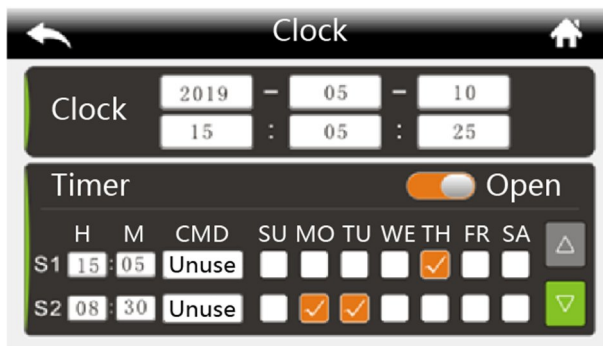 Clock
Clock 2019 - 05 - 10
15 : 05 : 25
Timer Open
H M CMD SU MO TU WE TH FR SA
S1 15:05 Unuse
S2 08:30 Unuse